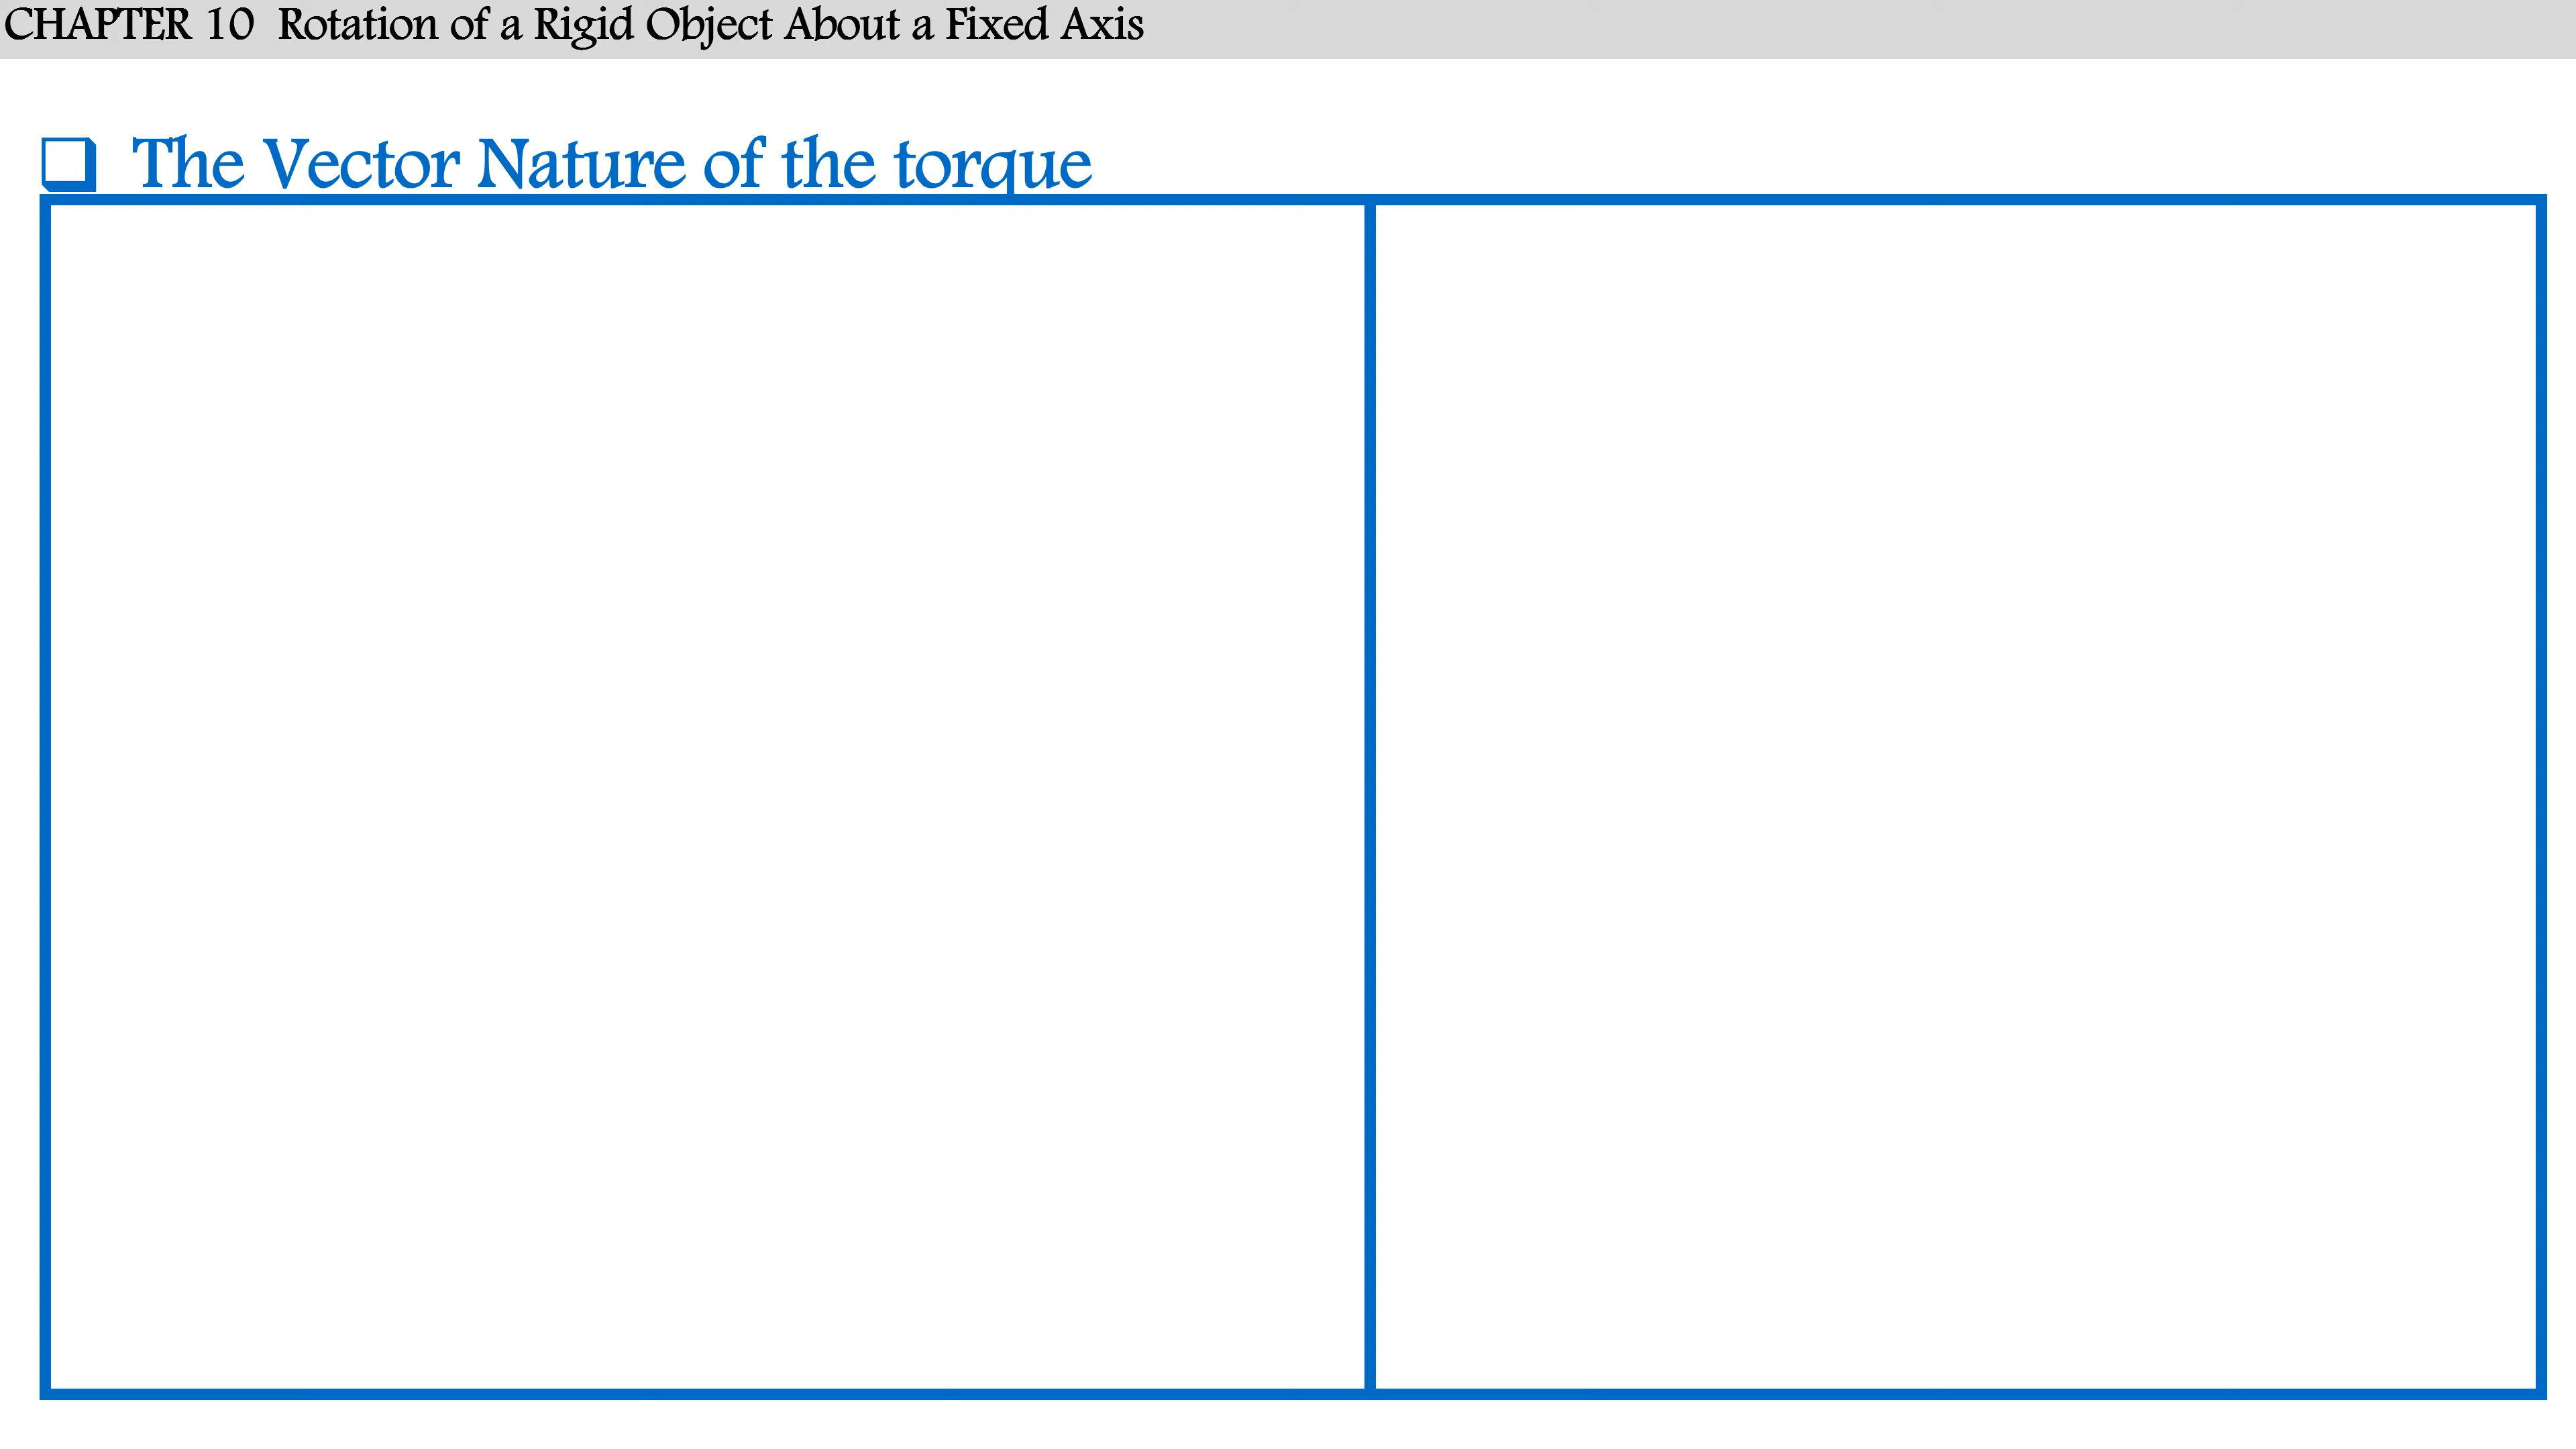 CHAPTER 10 Rotation of a Rigid Object About a Fixed Axis
The Vector Nature of the torque